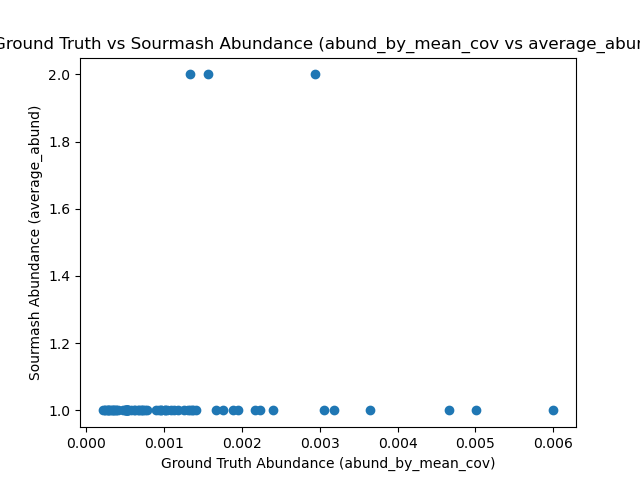 Ground Truth vs Sourmash Abundance (abund_by_mean_cov vs average_abun
2.0
1.8
1.6
1.4
1.2
1.0
Sourmash Abundance (average_abund)
0.000 0.001 0.002 0.003 0.004 0.005 0.006
Ground Truth Abundance (abund_by_mean_cov)